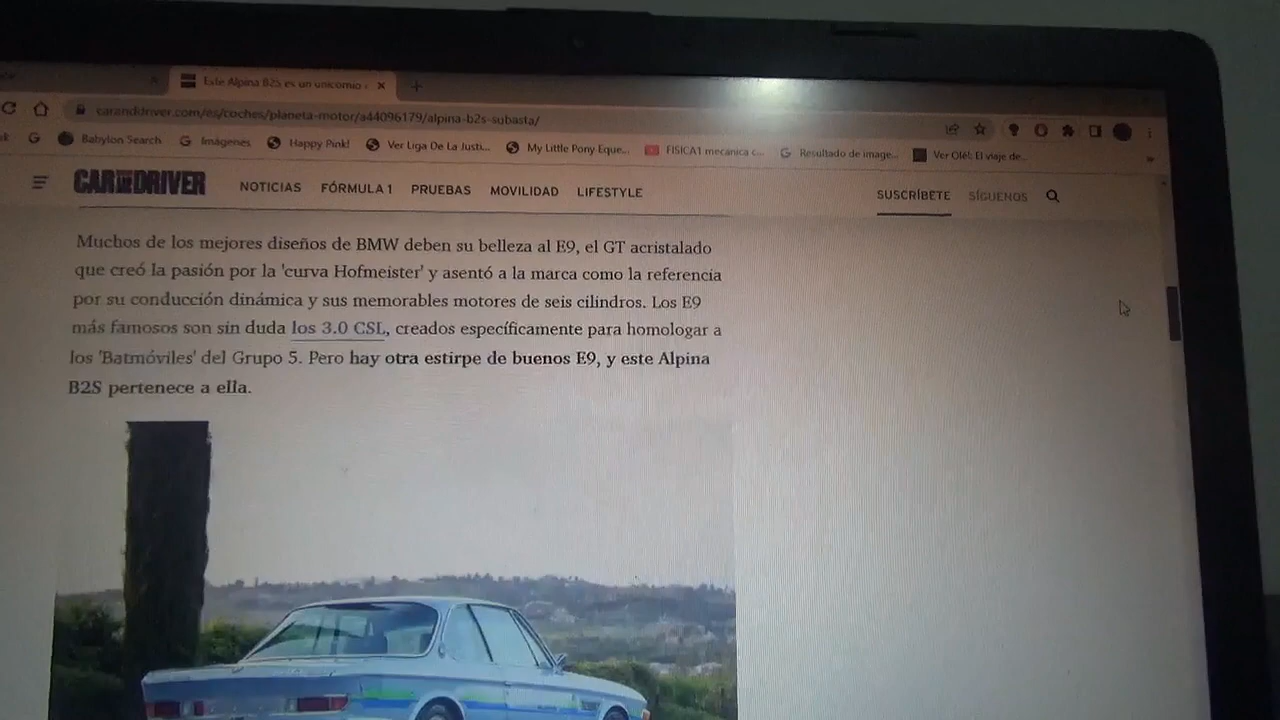 Este Alpina B2S es un unicornio
caranddriver.com/es/coches/planeta-motor/a44096179/alpina-b2s-subasta/
Babylon Search Imágenes Happy Pink! Ver Liga De La Justi... My Little Pony Eque... FISICA1 mecanica c... Resultado de image... Ver Olé!: El viaje de...
CAR AND DRIVER NOTICIAS FÓRMULA 1 PRUEBAS MOVILIDAD LIFESTYLE SUSCRÍBETE SÍGUENOS
Muchos de los mejores diseños de BMW deben su belleza al E9, el GT acristalado
que creó la pasión por la 'curva Hofmeister' y asentó a la marca como la referencia
por su conducción dinámica y sus memorables motores de seis cilindros. Los E9
más famosos son sin duda los 3.0 CSL, creados específicamente para homologar a
los 'Batmóviles' del Grupo 5. Pero hay otra estirpe de buenos E9, y este Alpina
B2S pertenece a ella.